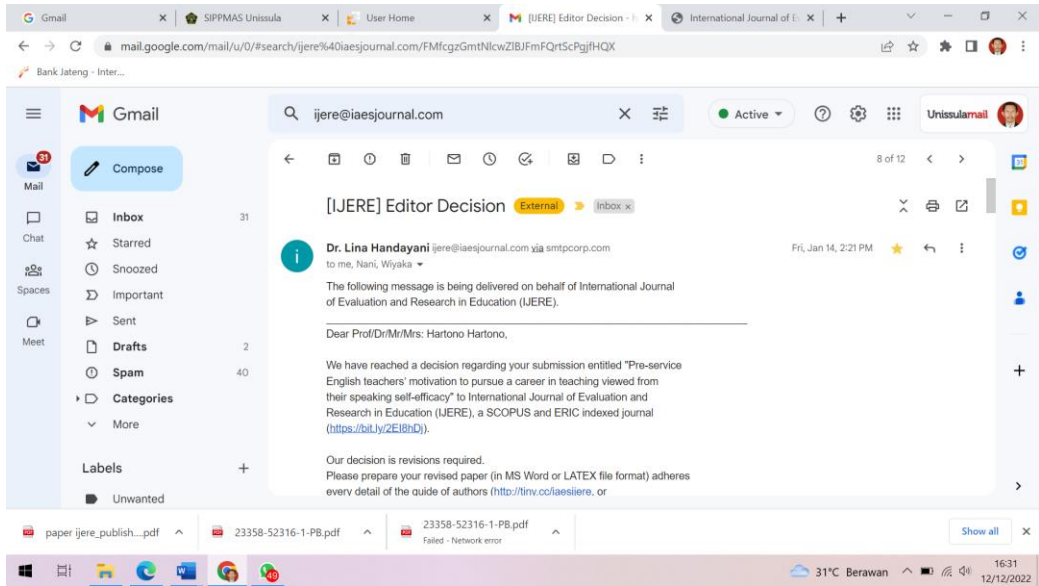 Gmail
SIPPMAS Unissula
User Home
[IJERE] Editor Decision - h
International Journal of Ev
mail.google.com/mail/u/0/#search/ijere%40iaesjournal.com/FMfcgzGmtNlcwZlBJFmFQrtScPgjfHQX
Bank Jateng - Inter...
Gmail
ijere@iaesjournal.com
Active
Unissulamail
31
Mail
Chat
Spaces
Meet
Compose
Inbox 31
Starred
Snoozed
Important
Sent
Drafts 2
Spam 40
Categories
More
Labels
Unwanted
8 of 12
[IJERE] Editor Decision External Inbox x
Dr. Lina Handayani ijere@iaesjournal.com via smtpcorp.com Fri, Jan 14, 2:21 PM
i
to me, Nani, Wiyaka
The following message is being delivered on behalf of International Journal
of Evaluation and Research in Education (IJERE).
Dear Prof/Dr/Mr/Mrs: Hartono Hartono,
We have reached a decision regarding your submission entitled "Pre-service
English teachers' motivation to pursue a career in teaching viewed from
their speaking self-efficacy" to International Journal of Evaluation and
Research in Education (IJERE), a SCOPUS and ERIC indexed journal
(https://bit.ly/2EI8hDj).
Our decision is revisions required.
Please prepare your revised paper (in MS Word or LATEX file format) adheres
every detail of the guide of authors (http://tiny.cc/iaesijere, or
31
paper ijere_publish....pdf
23358-52316-1-PB.pdf
23358-52316-1-PB.pdf
Failed - Network error
Show all
49
31°C Berawan
16:31
12/12/2022